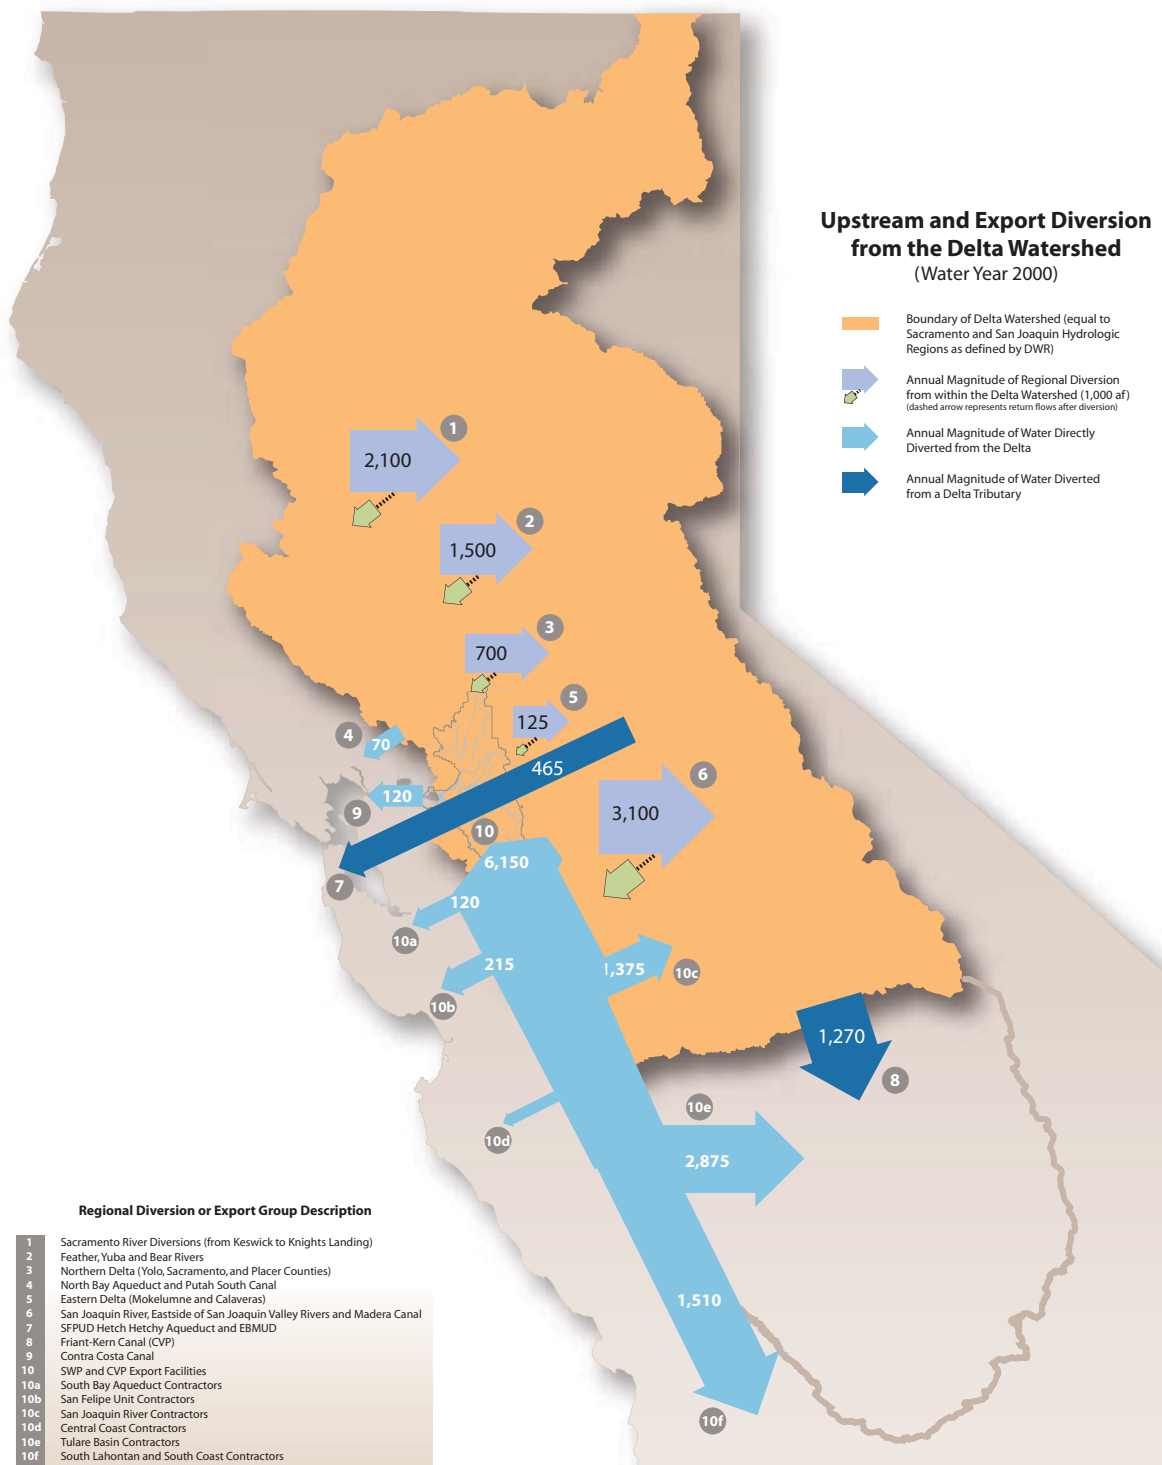 Upstream and Export Diversion
from the Delta Watershed
(Water Year 2000)
Boundary of Delta Watershed (equal to
Sacramento and San Joaquin Hydrologic
Regions as defined by DWR)
Annual Magnitude of Regional Diversion
from within the Delta Watershed (1,000 af)
(dashed arrow represents return flows after diversion)
Annual Magnitude of Water Directly
Diverted from the Delta
Annual Magnitude of Water Diverted
from a Delta Tributary
1
2,100
2
1,500
3
700
5
125
4
70
465
6
3,100
120
9
10
6,150
7
120
10a
215
10b
1,375
10c
1,270
8
10e
10d
2,875
1,510
10f
Regional Diversion or Export Group Description
1 Sacramento River Diversions (from Keswick to Knights Landing)
2 Feather, Yuba and Bear Rivers
3 Northern Delta (Yolo, Sacramento, and Placer Counties)
4 North Bay Aqueduct and Putah South Canal
5 Eastern Delta (Mokelumne and Calaveras)
6 San Joaquin River, Eastside of San Joaquin Valley Rivers and Madera Canal
7 SFPUD Hetch Hetchy Aqueduct and EBMUD
8 Friant-Kern Canal (CVP)
9 Contra Costa Canal
10 SWP and CVP Export Facilities
10a South Bay Aqueduct Contractors
10b San Felipe Unit Contractors
10c San Joaquin River Contractors
10d Central Coast Contractors
10e Tulare Basin Contractors
10f South Lahontan and South Coast Contractors